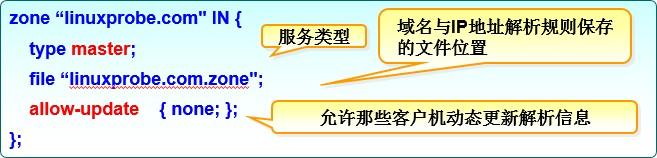 zone “linuxprobe.com" IN {
type master;
服务类型
域名与IP地址解析规则保存
的文件位置
file “linuxprobe.com.zone";
allow-update { none; };
允许那些客户机动态更新解析信息
};